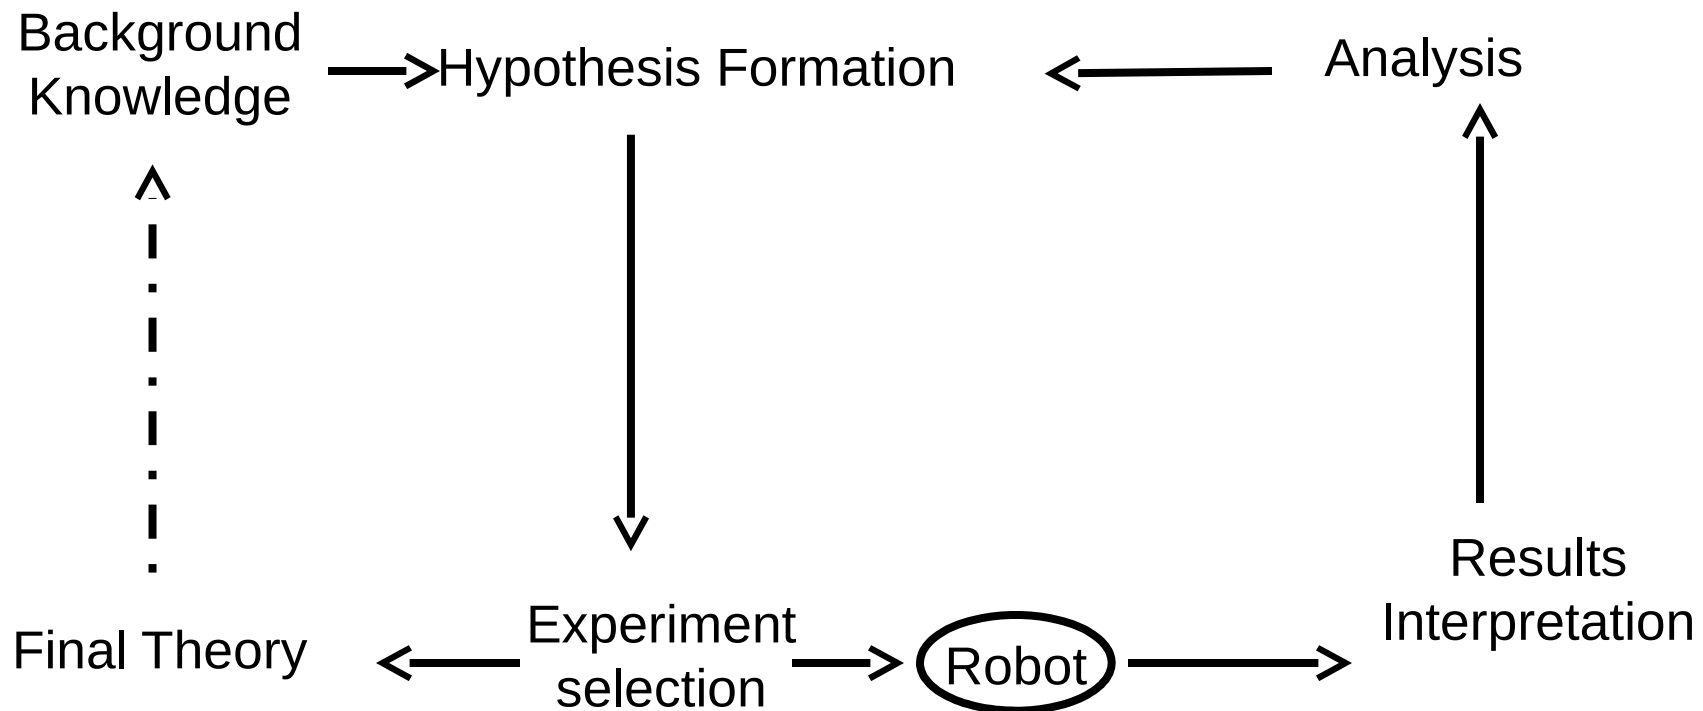 Background
Knowledge
Hypothesis Formation
Analysis
Results
Interpretation
Final Theory
Experiment
selection
Robot